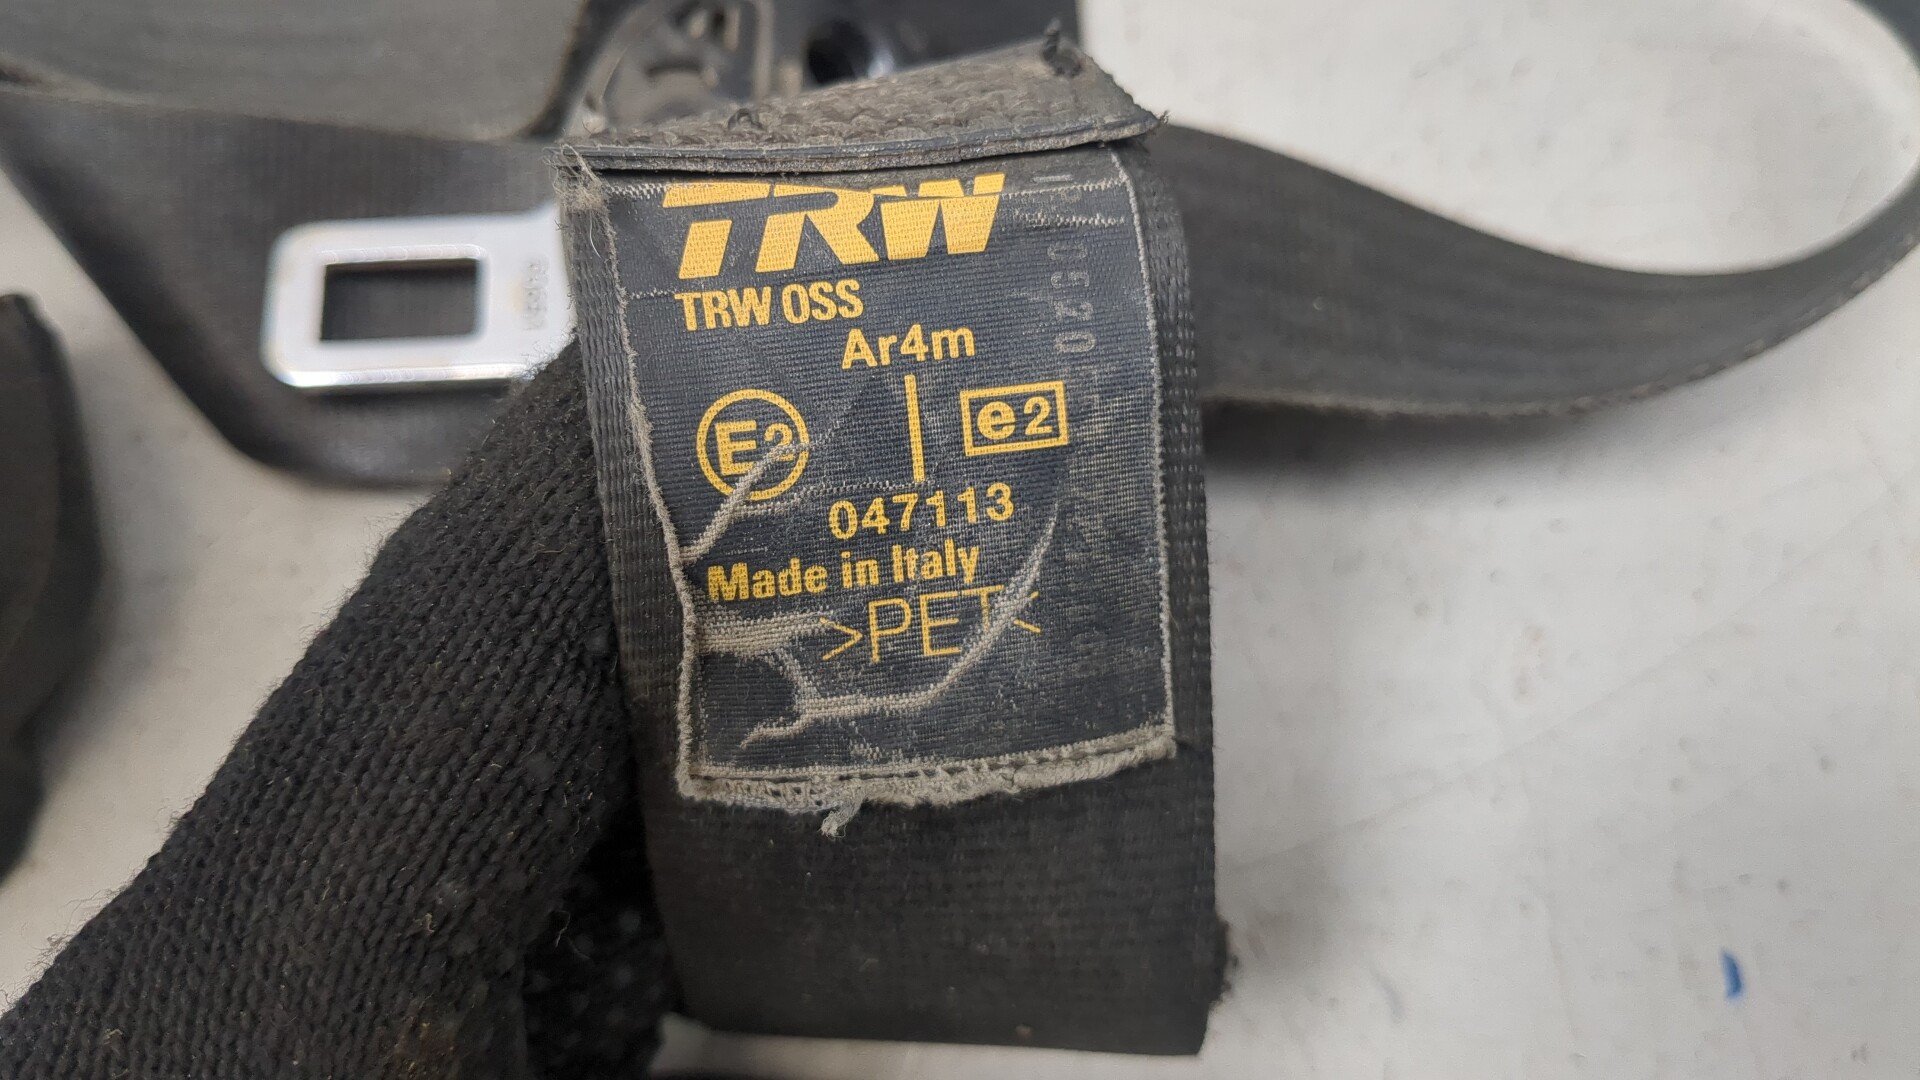 TRW
TRW OSS
Ar4m
E2
e2
047113
Made in Italy
>PET<